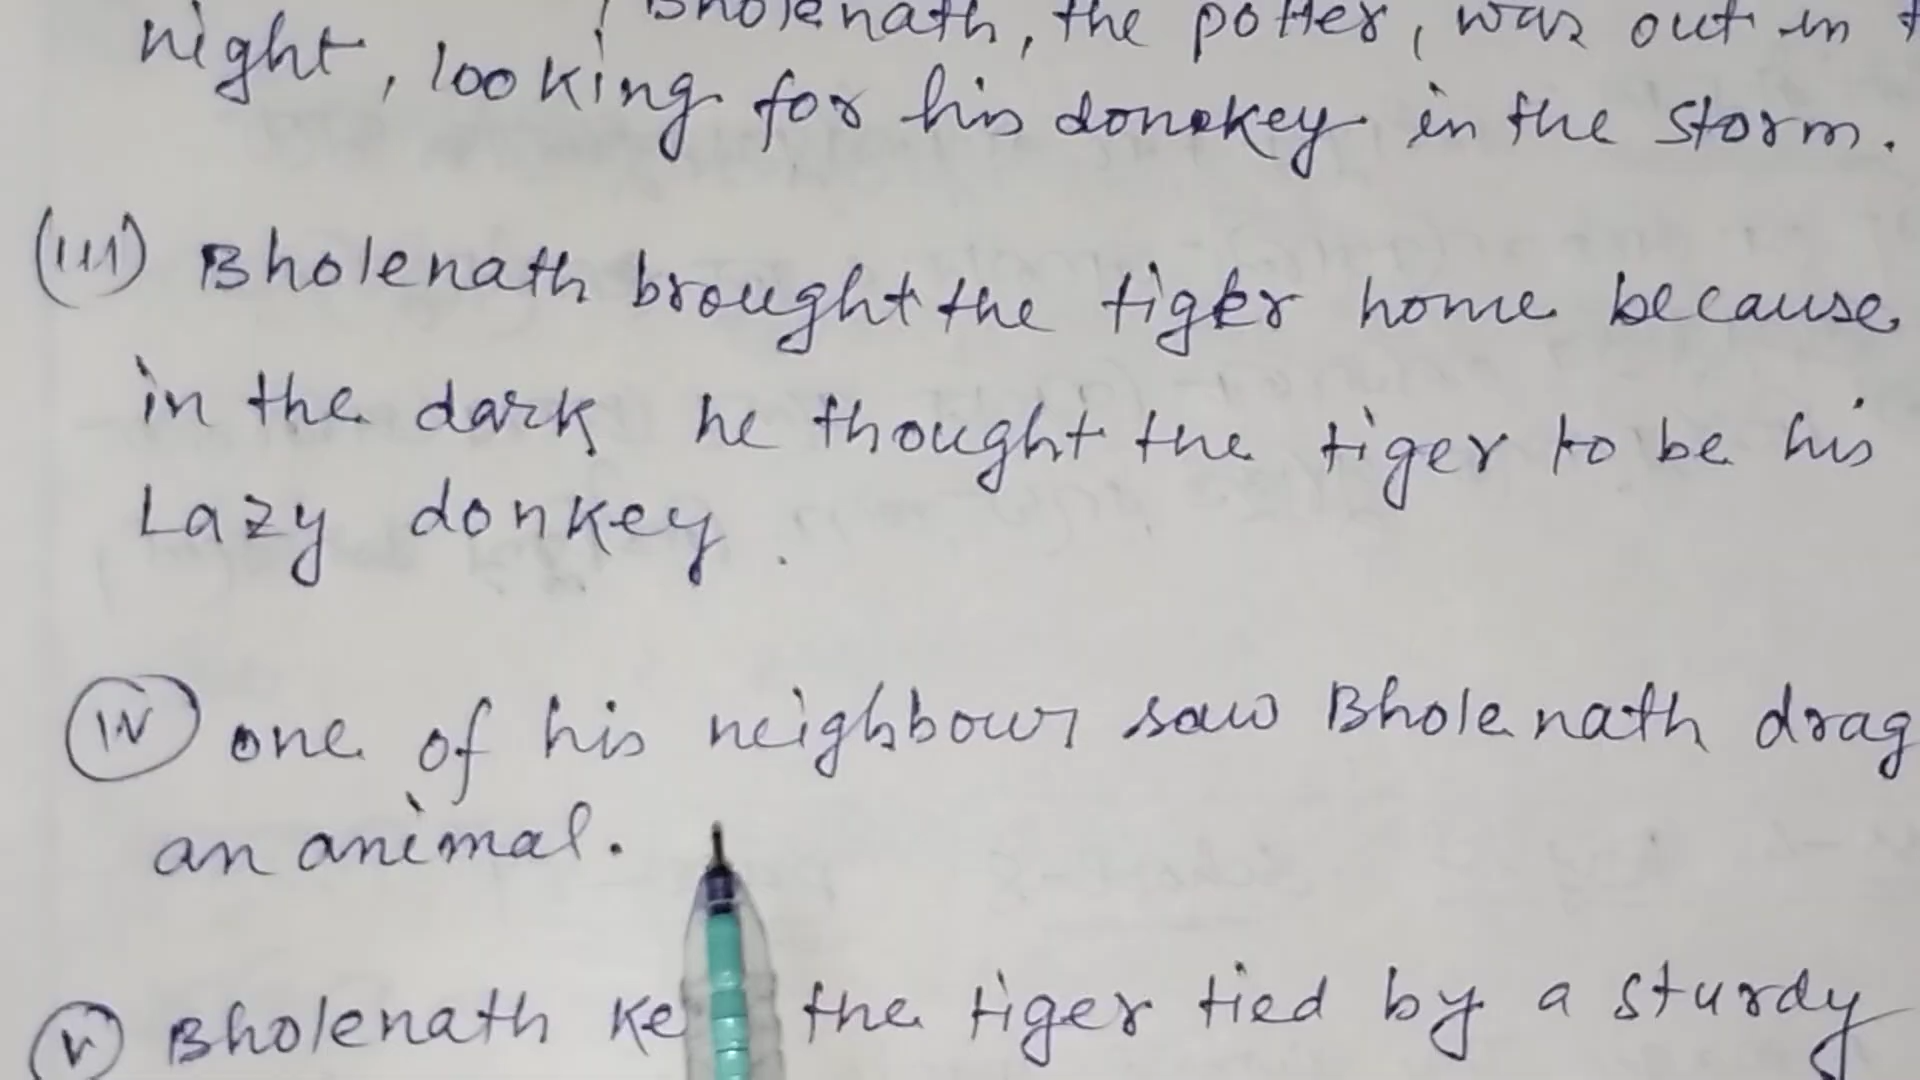 Bholenath, the potter, was out in
night, looking for his donkey in the storm.
(iii) Bholenath brought the tiger home because
in the dark he thought the tiger to be his
Lazy donkey.
(iv) one of his neighbours saw Bholenath drag
an animal.
(v) Bholenath the tiger tied by a sturdy